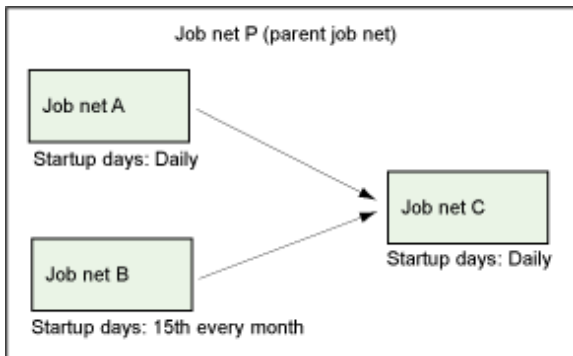 Job net P (parent job net)
Job net A
Startup days: Daily
Job net B
Startup days: 15th every month
Job net C
Startup days: Daily